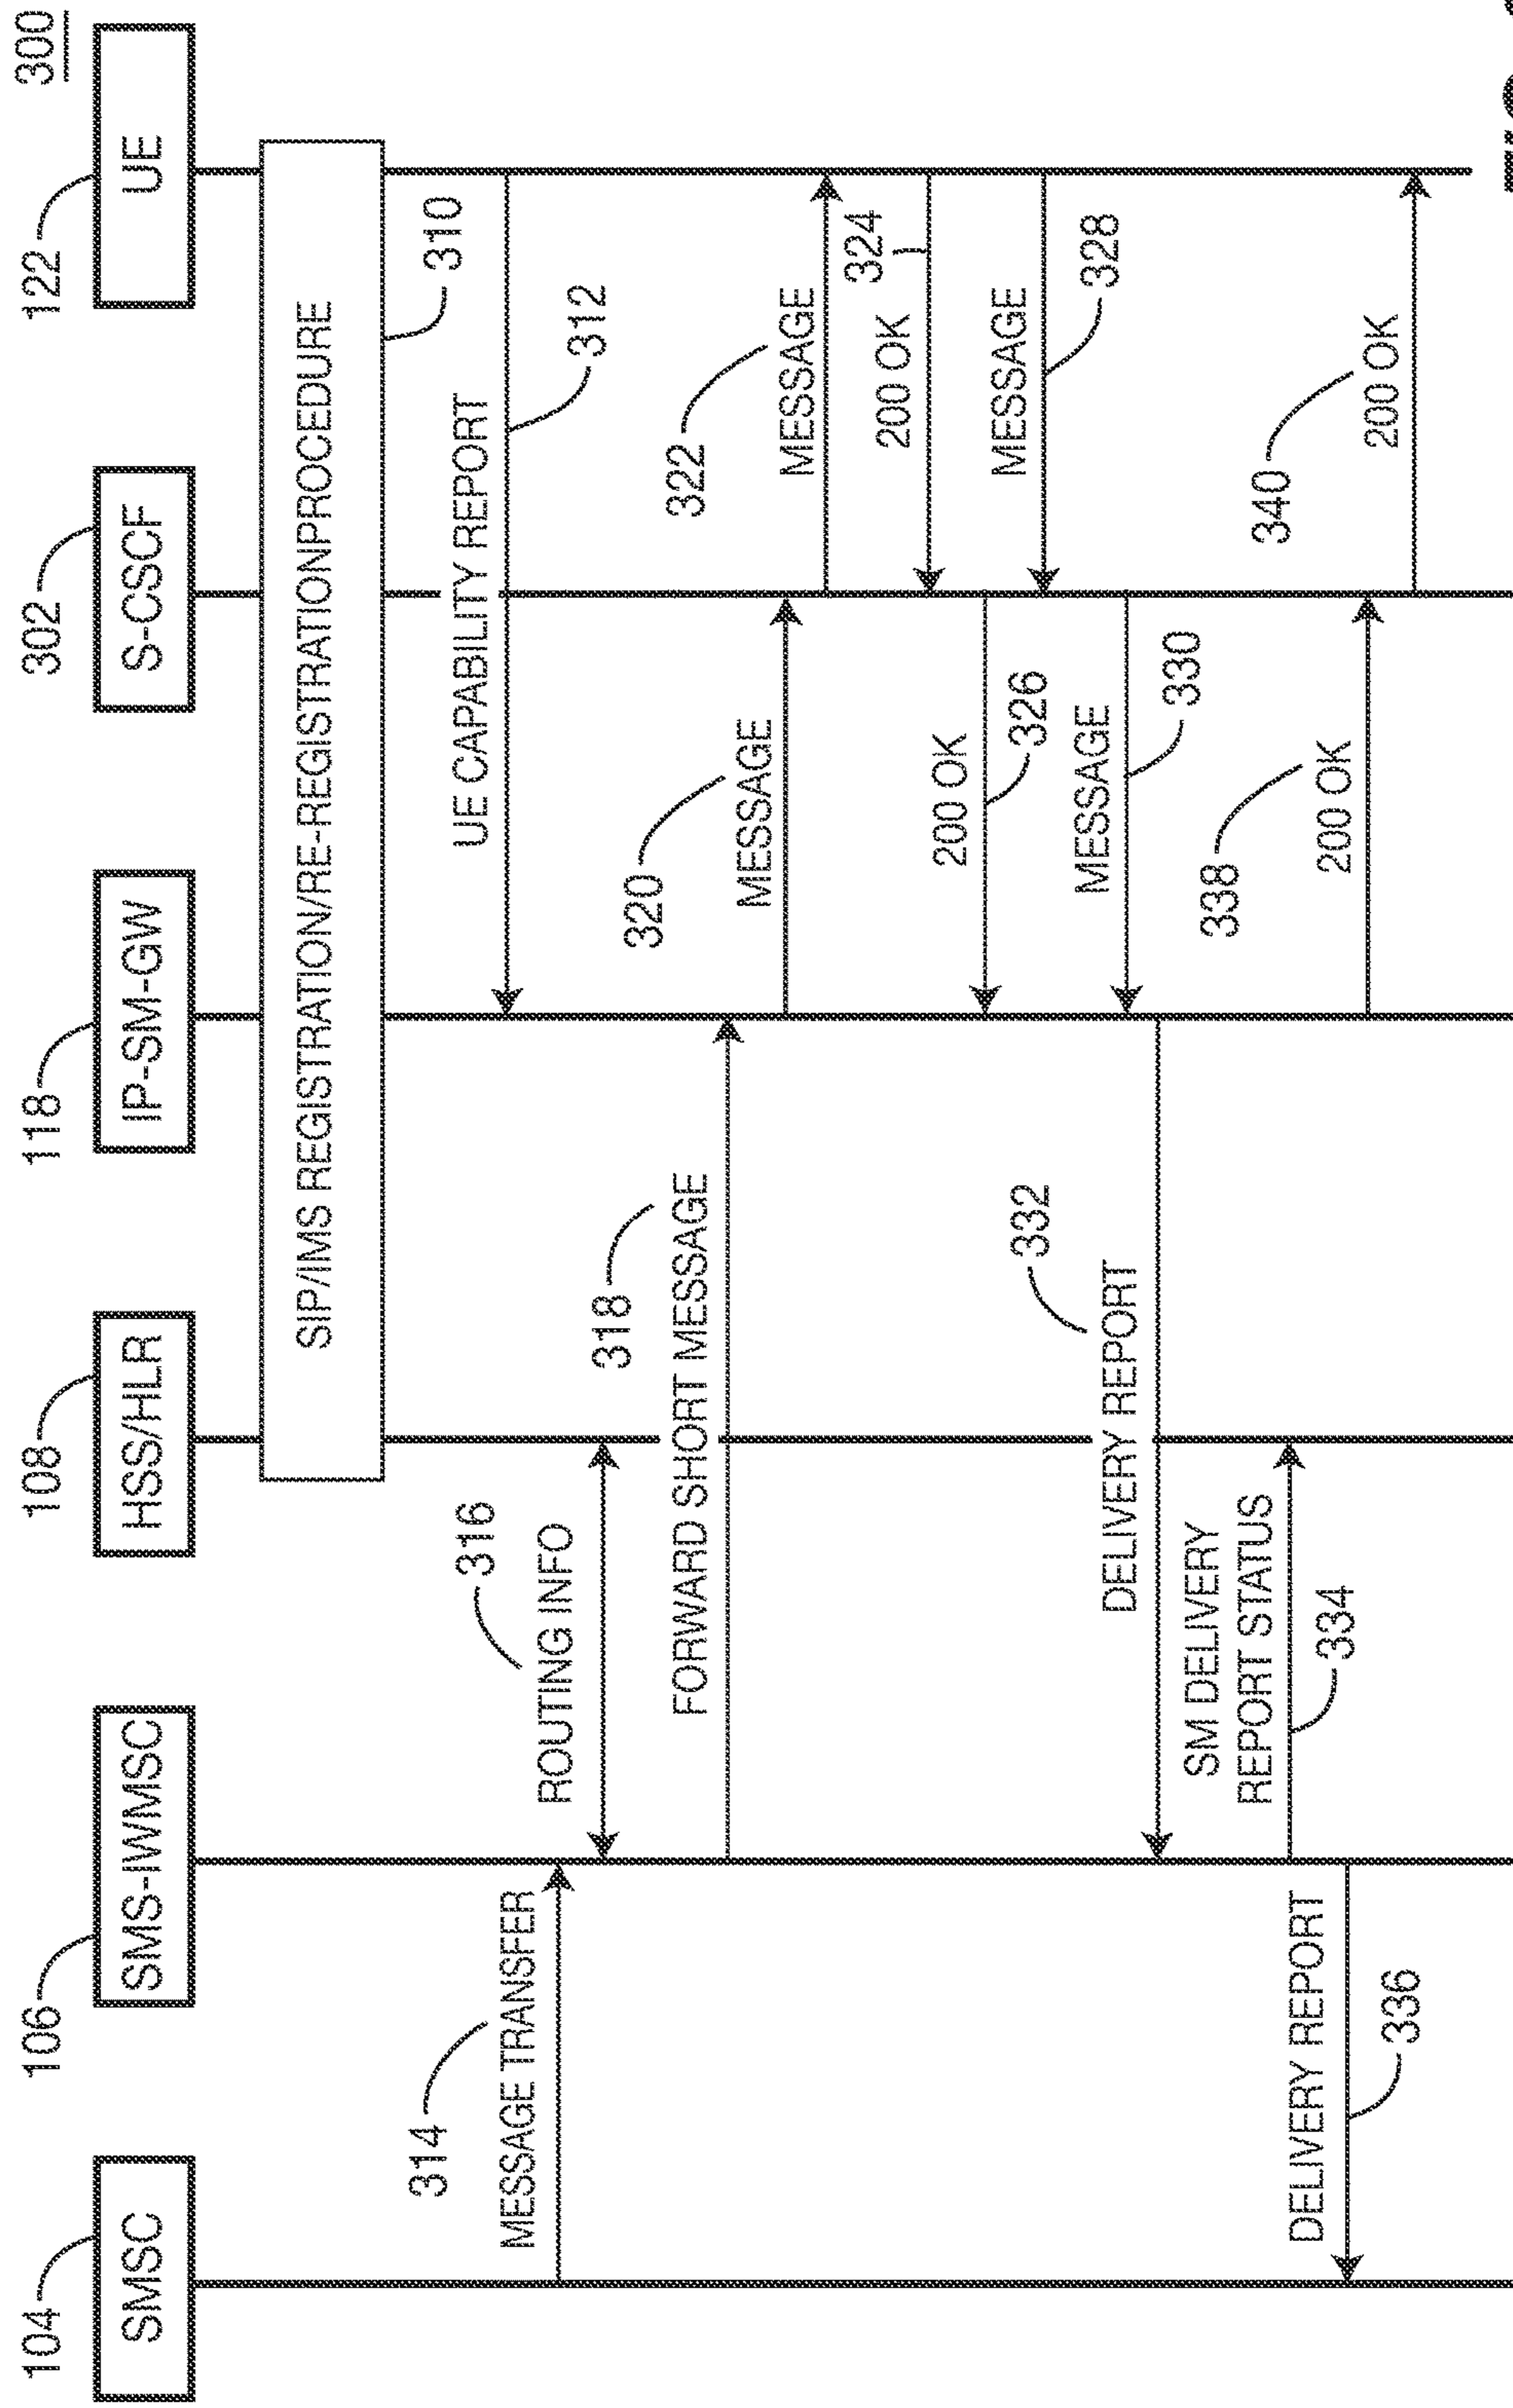 300
104
106
108
118
302
122
SMSC
SMS-IWMSC
HSS/HLR
IP-SM-GW
S-CSCF
UE
SIP/IMS REGISTRATION/RE-REGISTRATIONPROCEDURE
310
UE CAPABILITY REPORT
312
314
MESSAGE TRANSFER
316
ROUTING INFO
318
FORWARD SHORT MESSAGE
320
MESSAGE
322
MESSAGE
324
200 OK
200 OK
326
MESSAGE
328
MESSAGE
330
332
DELIVERY REPORT
SM DELIVERY
REPORT STATUS
334
DELIVERY REPORT
336
338
200 OK
340
200 OK